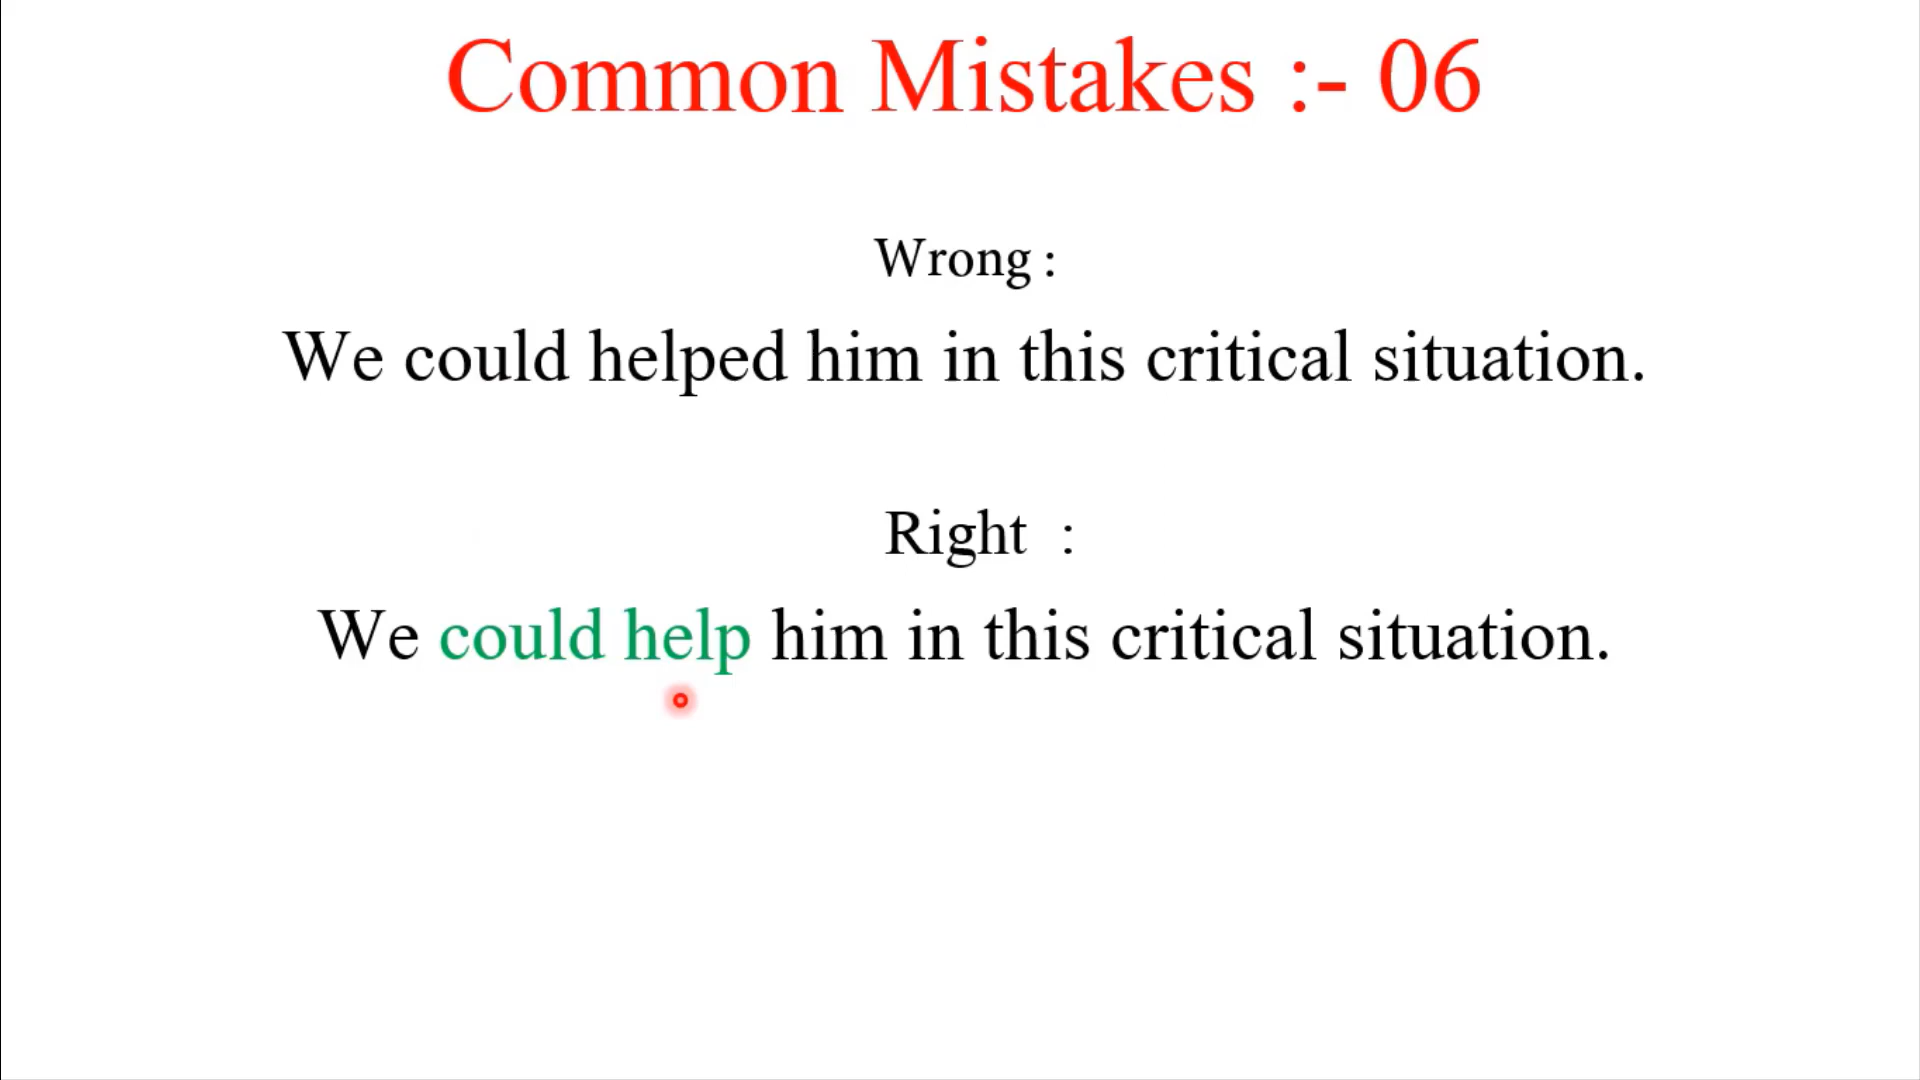 Common Mistakes :- 06
Wrong :
We could helped him in this critical situation.
Right :
We could help him in this critical situation.